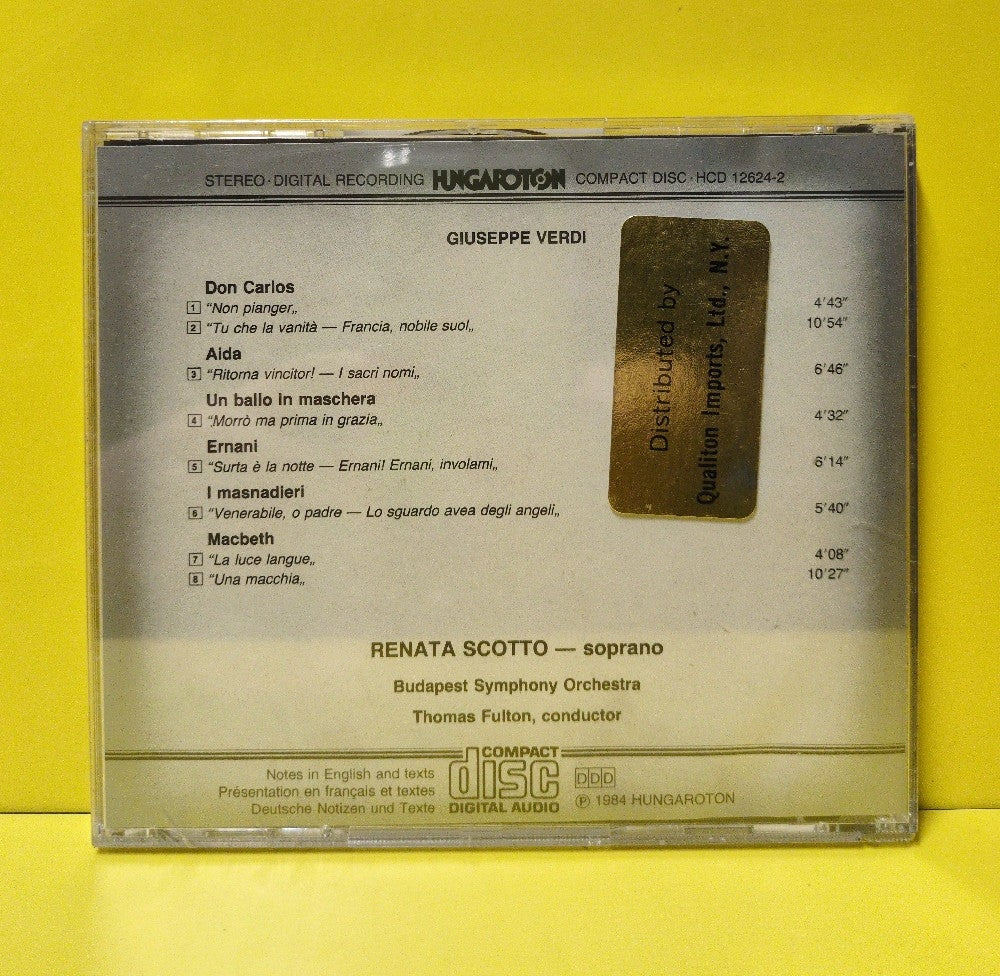 STEREO · DIGITAL RECORDING HUNGAROTON COMPACT DISC · HCD 12624-2
GIUSEPPE VERDI
Don Carlos
1 “Non pianger„ 4’43”
2 “Tu che la vanità — Francia, nobile suol„ 10’54”
Aida
3 “Ritorna vincitor! — I sacri nomi„ 6’46”
Un ballo in maschera
4 “Morrò ma prima in grazia„ 4’32”
Ernani
5 “Surta è la notte — Ernani! Ernani, involami„ 6’14”
I masnadieri
6 “Venerabile, o padre — Lo sguardo avea degli angeli„ 5’40”
Macbeth
7 “La luce langue„ 4’08”
8 “Una macchia„ 10’27”
Distributed by
Qualiton Imports, Ltd., N.Y.
RENATA SCOTTO — soprano
Budapest Symphony Orchestra
Thomas Fulton, conductor
Notes in English and texts
Présentation en français et textes
Deutsche Notizen und Texte
COMPACT
disc
DIGITAL AUDIO
DDD
℗ 1984 HUNGAROTON